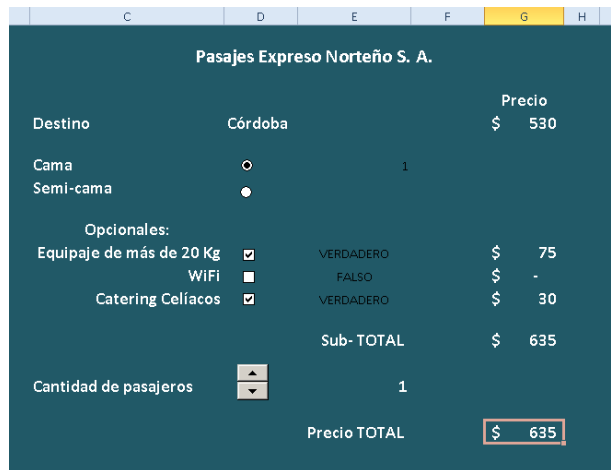 C D E F G H
Pasajes Expreso Norteño S. A.
Precio
Destino Córdoba $ 530
Cama 1
Semi-cama
Opcionales:
Equipaje de más de 20 Kg VERDADERO $ 75
WiFi FALSO $ -
Catering Celíacos VERDADERO $ 30
Sub- TOTAL $ 635
Cantidad de pasajeros 1
Precio TOTAL $ 635